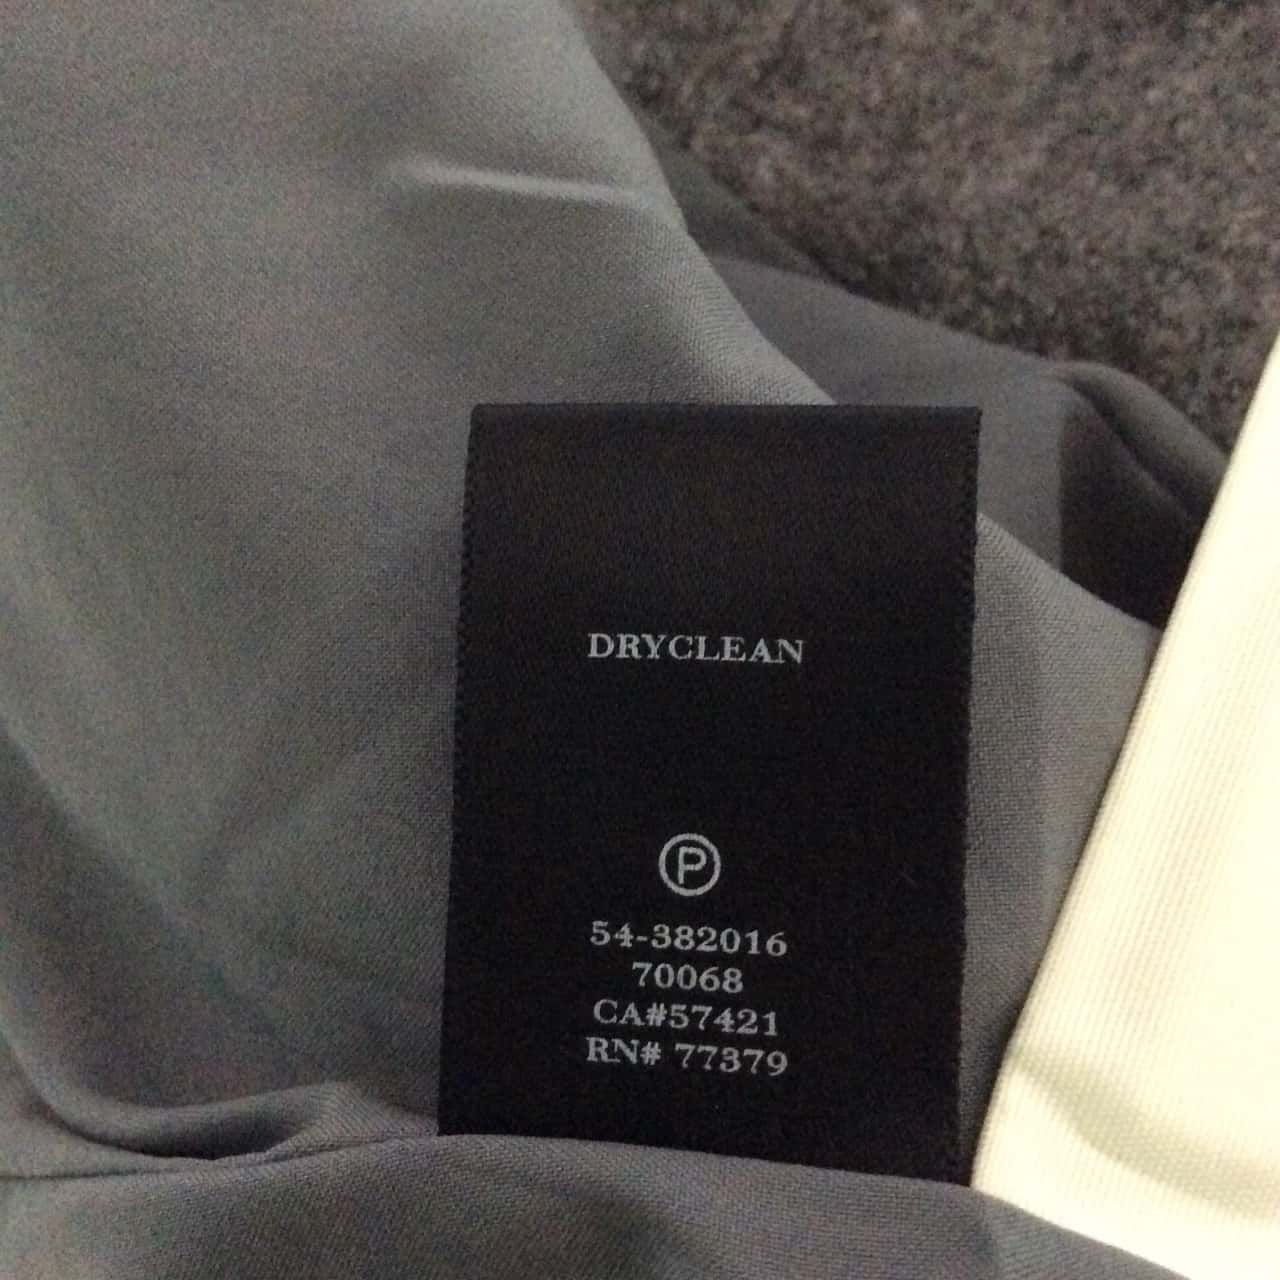 DRYCLEAN
P
54-382016
70068
CA#57421
RN# 77379